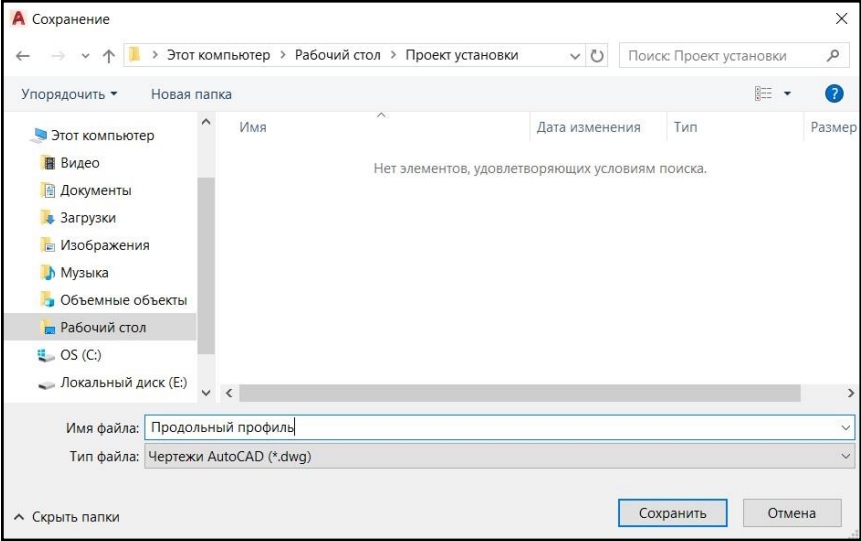 Сохранение
Этот компьютер > Рабочий стол > Проект установки
Поиск: Проект установки
Упорядочить
Новая папка
Этот компьютер
Видео
Документы
Загрузки
Изображения
Музыка
Объемные объекты
Рабочий стол
OS (C:)
Локальный диск (E:)
Имя Дата изменения Тип Размер
Нет элементов, удовлетворяющих условиям поиска.
Имя файла: Продольный профиль
Тип файла: Чертежи AutoCAD (*.dwg)
Скрыть папки
Сохранить
Отмена